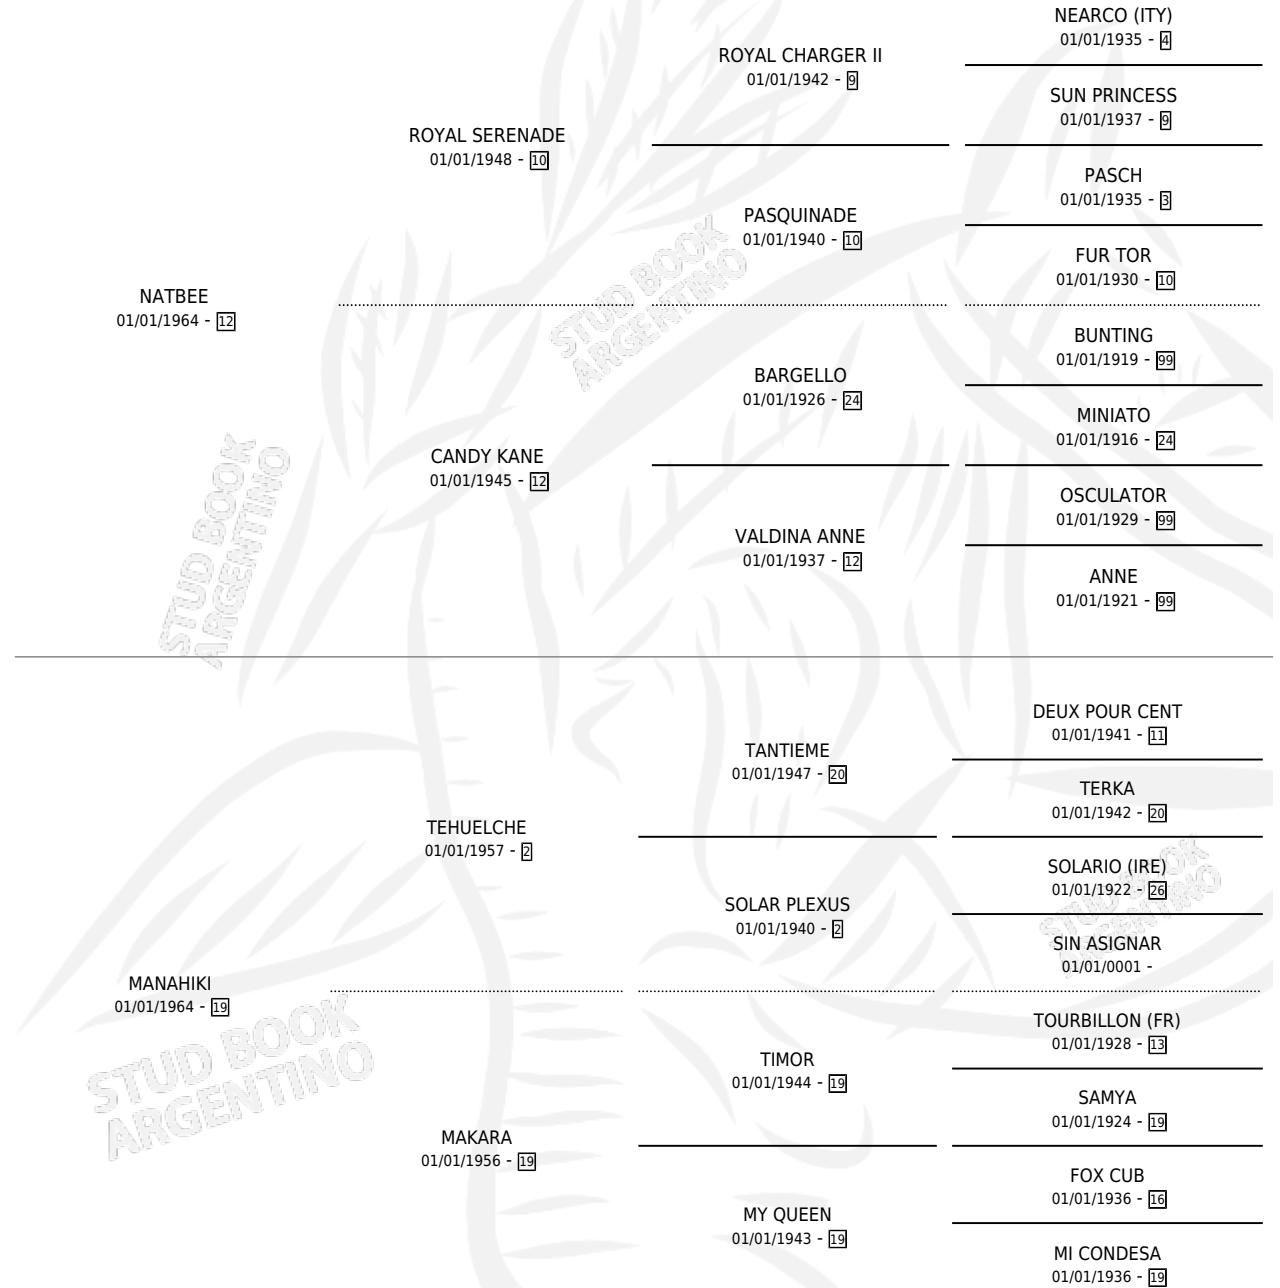 NEARCO (ITY)
01/01/1935 - 4
ROYAL CHARGER II
01/01/1942 - 9
SUN PRINCESS
01/01/1937 - 9
ROYAL SERENADE
01/01/1948 - 10
PASCH
01/01/1935 - 3
PASQUINADE
01/01/1940 - 10
FUR TOR
01/01/1930 - 10
NATBEE
01/01/1964 - 12
BUNTING
01/01/1919 - 99
BARGELLO
01/01/1926 - 24
MINIATO
01/01/1916 - 24
CANDY KANE
01/01/1945 - 12
OSCULATOR
01/01/1929 - 99
VALDINA ANNE
01/01/1937 - 12
ANNE
01/01/1921 - 99
STUD BOOK
ARGENTINO
STUD BOOK
ARGENTINO
DEUX POUR CENT
01/01/1941 - 11
TANTIEME
01/01/1947 - 20
TERKA
01/01/1942 - 20
TEHUELCHE
01/01/1957 - 2
SOLARIO (IRE)
01/01/1922 - 26
SOLAR PLEXUS
01/01/1940 - 2
SIN ASIGNAR
01/01/0001 -
MANAHIKI
01/01/1964 - 19
TOURBILLON (FR)
01/01/1928 - 13
TIMOR
01/01/1944 - 19
SAMYA
01/01/1924 - 19
MAKARA
01/01/1956 - 19
FOX CUB
01/01/1936 - 16
MY QUEEN
01/01/1943 - 19
MI CONDESA
01/01/1936 - 19
STUD BOOK
ARGENTINO
STUD BOOK
ARGENTINO